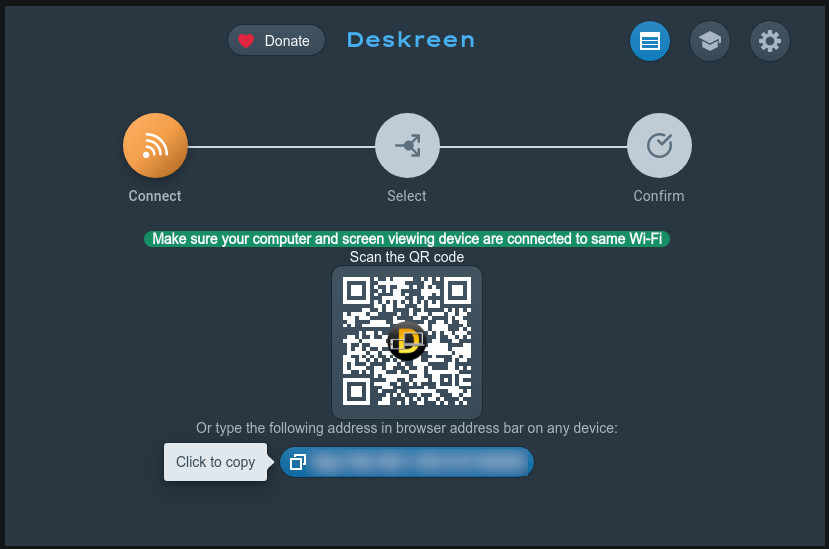 Donate
Deskreen
Connect
Select
Confirm
Make sure your computer and screen viewing device are connected to same Wi-Fi
Scan the QR code
D
Or type the following address in browser address bar on any device:
Click to copy